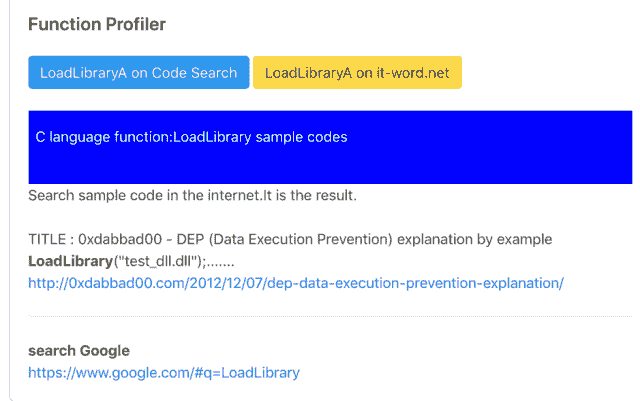 Function Profiler
LoadLibraryA on Code Search LoadLibraryA on it-word.net
C language function:LoadLibrary sample codes
Search sample code in the internet.It is the result.
TITLE : 0xdabbad00 - DEP (Data Execution Prevention) explanation by example
LoadLibrary("test_dll.dll");.......
http://0xdabbad00.com/2012/12/07/dep-data-execution-prevention-explanation/
search Google
https://www.google.com/#q=LoadLibrary